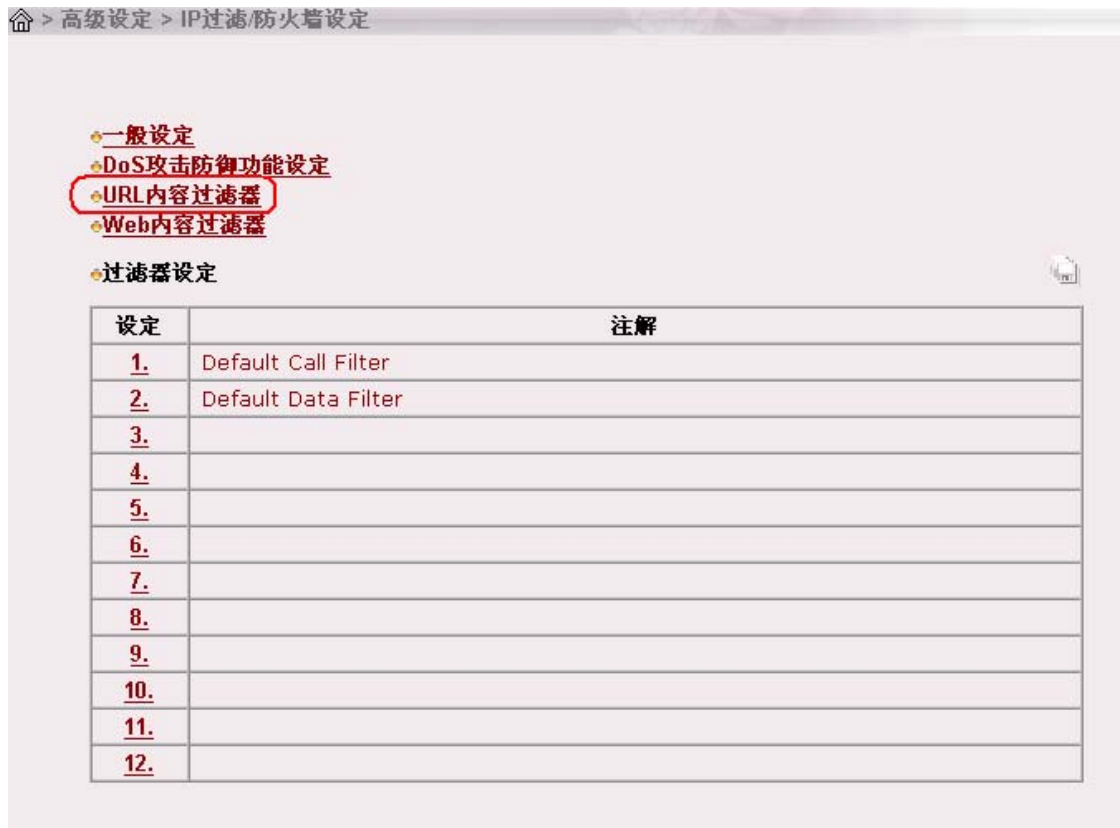 > 高级设定 > IP过滤/防火墙设定
一般设定
DoS攻击防御功能设定
URL内容过滤器
Web内容过滤器
过滤器设定
设定 注解
1. Default Call Filter
2. Default Data Filter
3.
4.
5.
6.
7.
8.
9.
10.
11.
12.